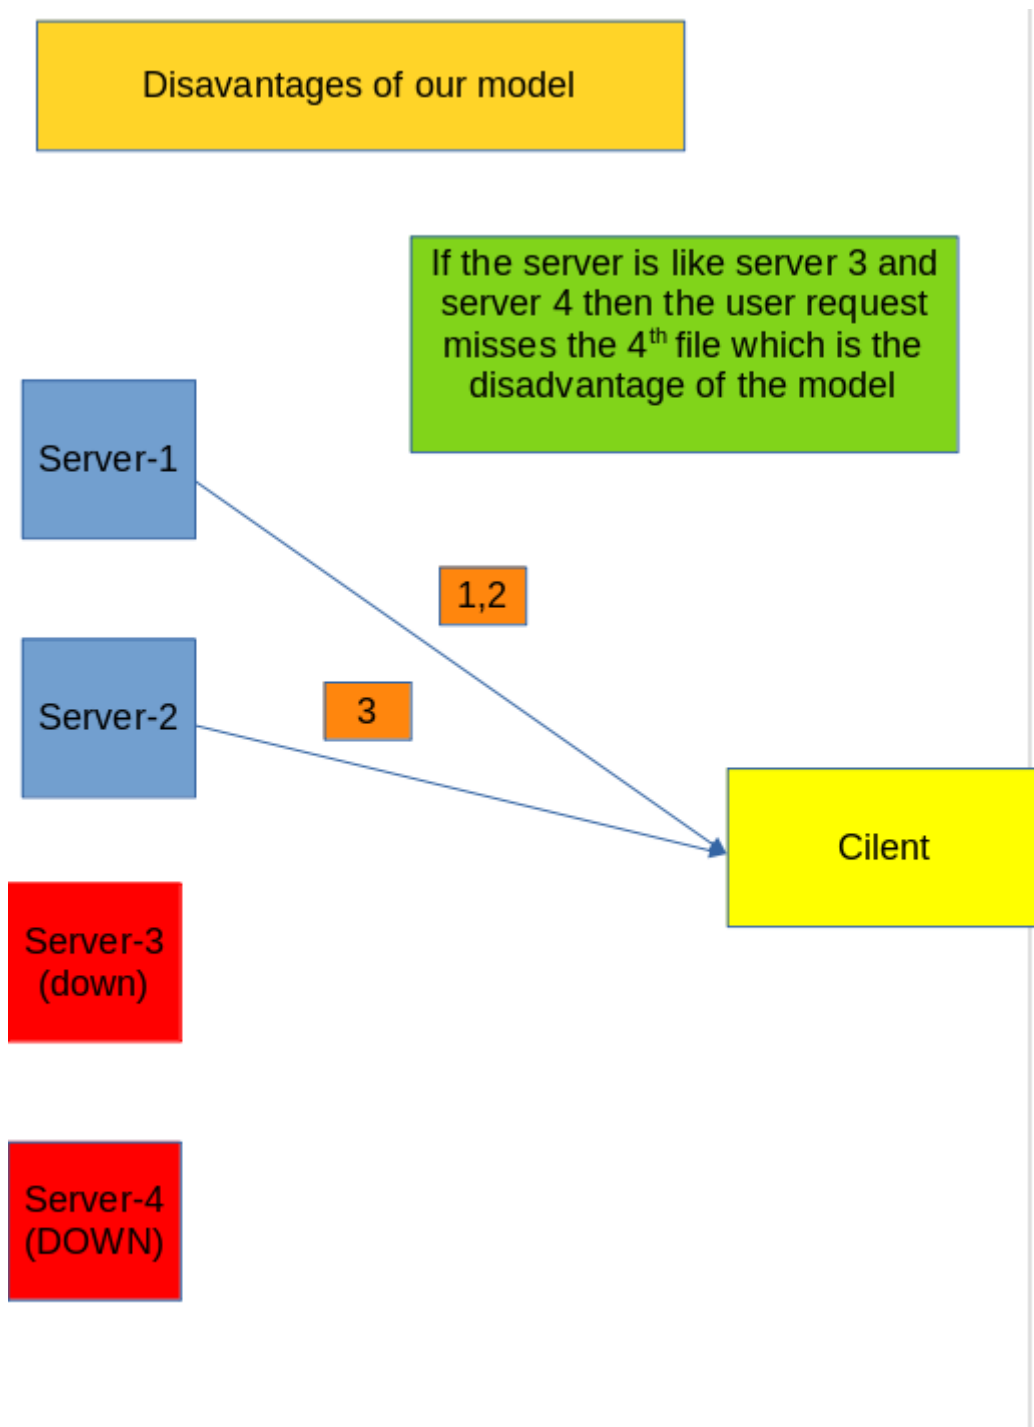 Disavantages of our model
If the server is like server 3 and
server 4 then the user request
misses the 4th file which is the
disadvantage of the model
Server-1
1,2
Server-2
3
Cilent
Server-3
(down)
Server-4
(DOWN)